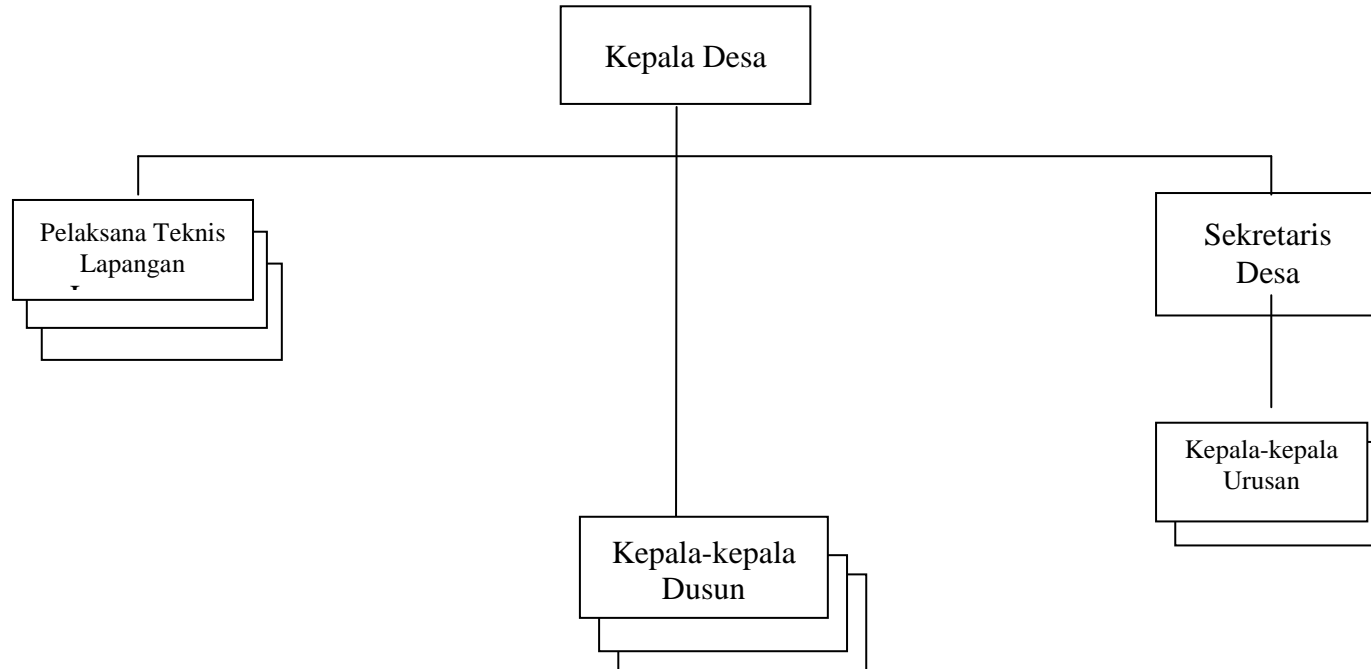 Kepala Desa
Pelaksana Teknis
Lapangan
Sekretaris
Desa
Kepala-kepala
Urusan
Kepala-kepala
Dusun